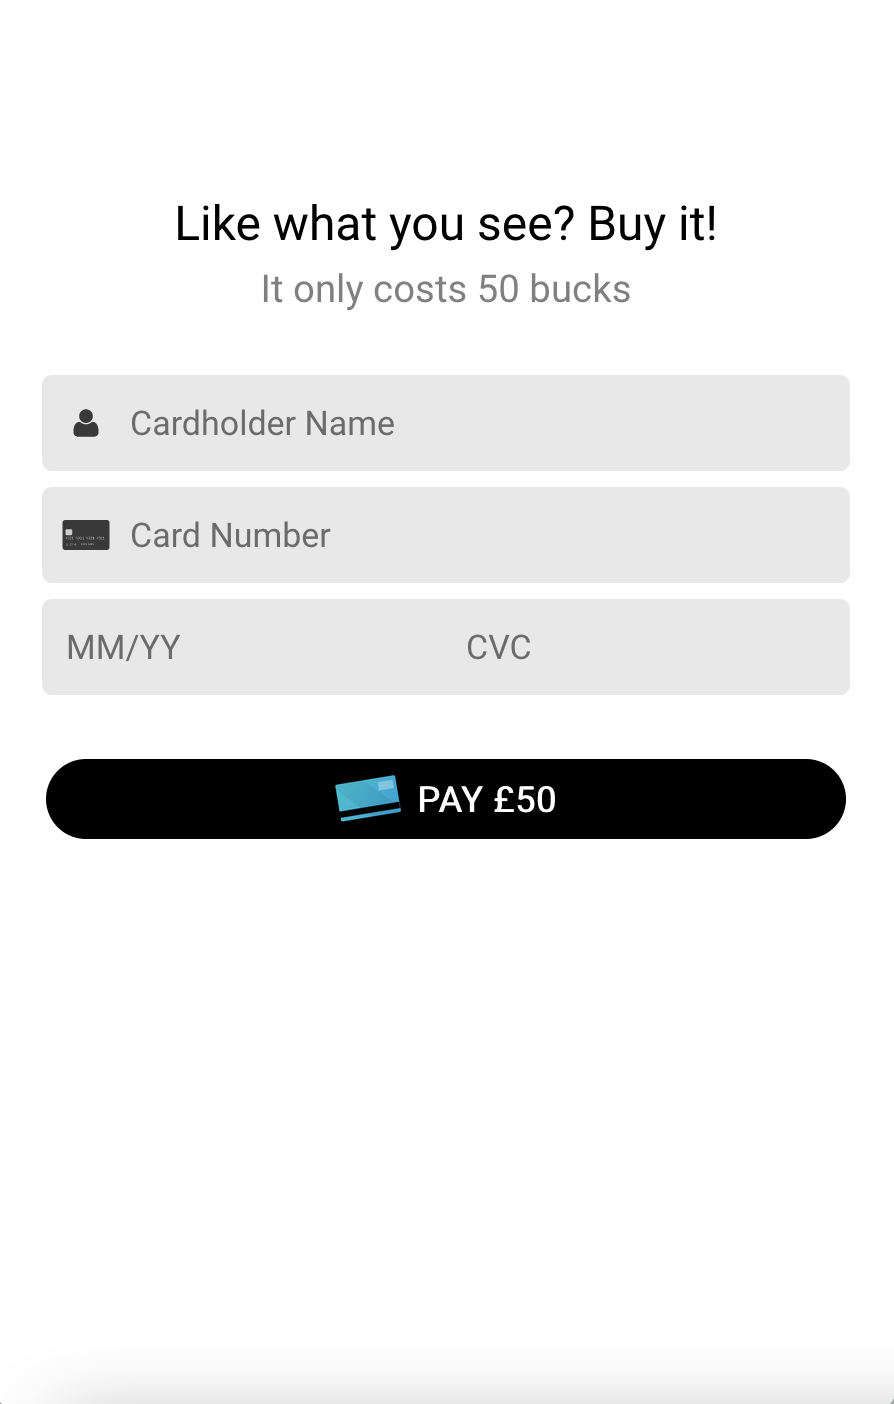 Like what you see? Buy it!
It only costs 50 bucks
Cardholder Name
Card Number
MM/YY CVC
PAY £50